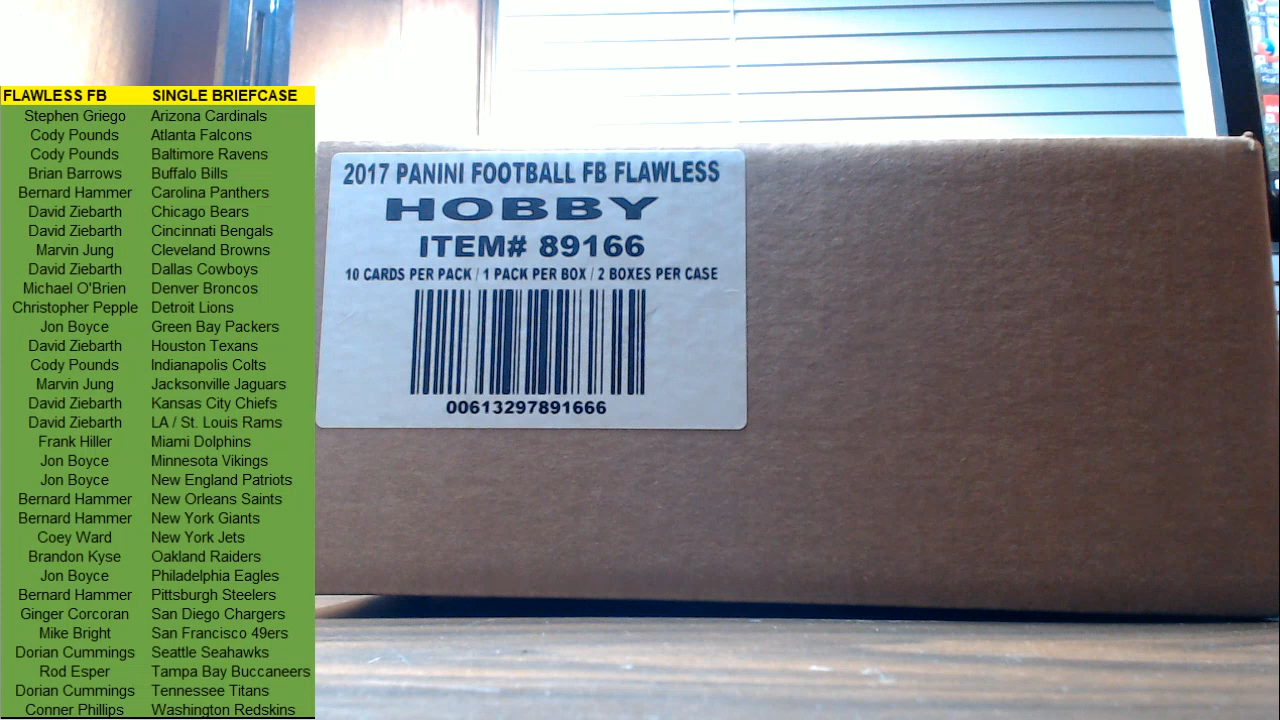 FLAWLESS FB SINGLE BRIEFCASE
Stephen Griego Arizona Cardinals
Cody Pounds Atlanta Falcons
Cody Pounds Baltimore Ravens
Brian Barrows Buffalo Bills
Bernard Hammer Carolina Panthers
David Ziebarth Chicago Bears
David Ziebarth Cincinnati Bengals
Marvin Jung Cleveland Browns
David Ziebarth Dallas Cowboys
Michael O'Brien Denver Broncos
Christopher Pepple Detroit Lions
Jon Boyce Green Bay Packers
David Ziebarth Houston Texans
Cody Pounds Indianapolis Colts
Marvin Jung Jacksonville Jaguars
David Ziebarth Kansas City Chiefs
David Ziebarth LA / St. Louis Rams
Frank Hiller Miami Dolphins
Jon Boyce Minnesota Vikings
Jon Boyce New England Patriots
Bernard Hammer New Orleans Saints
Bernard Hammer New York Giants
Coey Ward New York Jets
Brandon Kyse Oakland Raiders
Jon Boyce Philadelphia Eagles
Bernard Hammer Pittsburgh Steelers
Ginger Corcoran San Diego Chargers
Mike Bright San Francisco 49ers
Dorian Cummings Seattle Seahawks
Rod Esper Tampa Bay Buccaneers
Dorian Cummings Tennessee Titans
Conner Phillips Washington Redskins
2017 PANINI FOOTBALL FB FLAWLESS
HOBBY
ITEM# 89166
10 CARDS PER PACK / 1 PACK PER BOX / 2 BOXES PER CASE
00613297891666